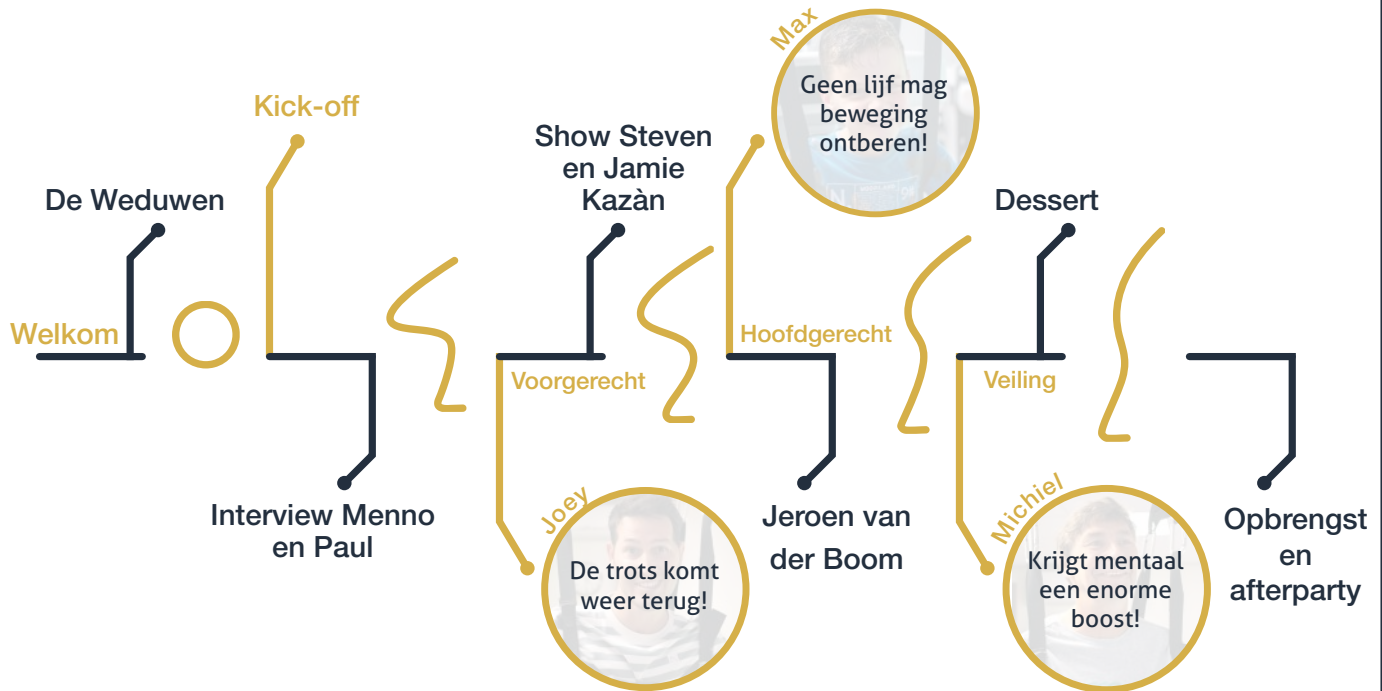 Welkom
De Weduwen
Kick-off
Interview Menno
en Paul
Voorgerecht
Joey
De trots komt
weer terug!
Show Steven
en Jamie
Kazàn
Max
Geen lijf mag
beweging
ontberen!
Hoofdgerecht
Jeroen van
der Boom
Veiling
Michiel
Krijgt mentaal
een enorme
boost!
Dessert
Opbrengst
en
afterparty